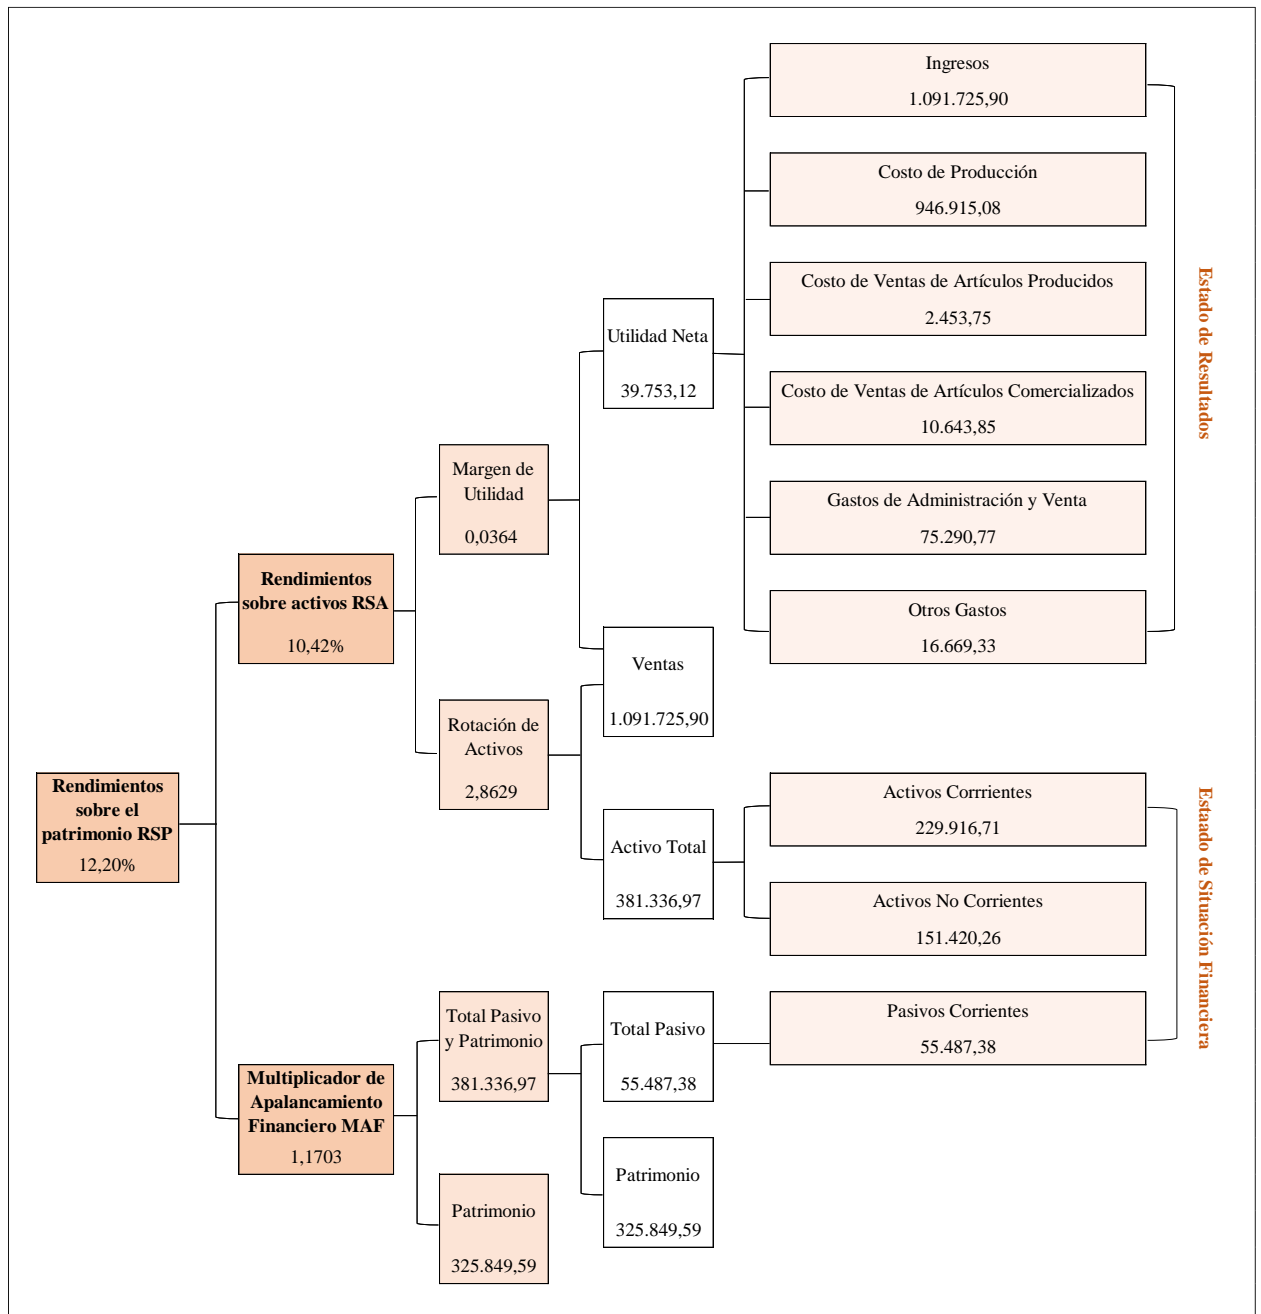 Ingresos
1.091.725,90
Costo de Producción
946.915,08
Costo de Ventas de Artículos Producidos
2.453,75
Utilidad Neta
39.753,12
Costo de Ventas de Artículos Comercializados
10.643,85
Estado de Resultados
Margen de
Utilidad
0,0364
Gastos de Administración y Venta
75.290,77
Rendimientos
sobre activos RSA
10,42%
Otros Gastos
16.669,33
Ventas
1.091.725,90
Rotación de
Activos
2,8629
Rendimientos
sobre el
patrimonio RSP
12,20%
Activo Total
381.336,97
Activos Corrrientes
229.916,71
Activos No Corrientes
151.420,26
Estaado de Situación Financiera
Total Pasivo
y Patrimonio
381.336,97
Total Pasivo
55.487,38
Pasivos Corrientes
55.487,38
Multiplicador de
Apalancamiento
Financiero MAF
1,1703
Patrimonio
325.849,59
Patrimonio
325.849,59